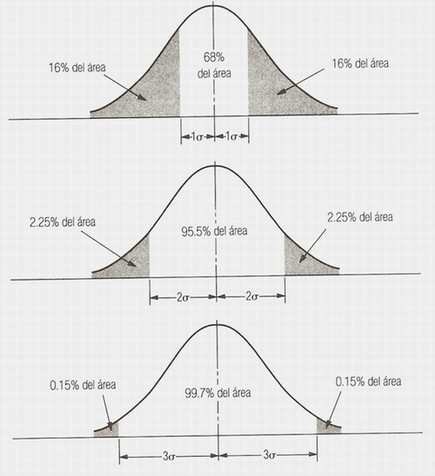 68%
del área
16% del área
16% del área
1σ
1σ
2.25% del área
2.25% del área
95.5% del área
2σ
2σ
0.15% del área
0.15% del área
99.7% del área
3σ
3σ